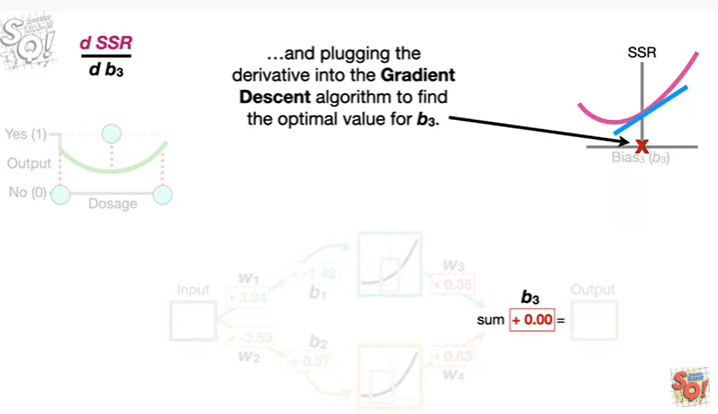 SQ!
d SSR
d b₃
...and plugging the
derivative into the Gradient
Descent algorithm to find
the optimal value for b₃.
SSR
Bias₃ (b₃)
Yes (1)
Output
No (0)
Dosage
Input
W₁
x 3.34
+ -1.43
b₁
W₃
x 0.36
b₃
sum + 0.00 =
Output
x -3.53
W₂
b₂
+ 0.57
x 0.63
W₄
SQ!